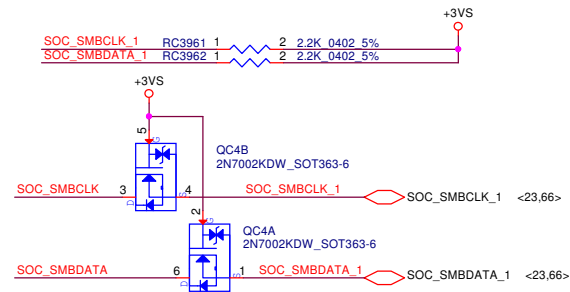 +3VS
SOC_SMBCLK_1 RC3961 1 2 2.2K_0402_5%
SOC_SMBDATA_1 RC3962 1 2 2.2K_0402_5%
+3VS
5
G
QC4B
2N7002KDW_SOT363-6
SOC_SMBCLK 3 D S 4 SOC_SMBCLK_1 SOC_SMBCLK_1 <23,66>
2
G
QC4A
2N7002KDW_SOT363-6
SOC_SMBDATA 6 D S 1 SOC_SMBDATA_1 SOC_SMBDATA_1 <23,66>